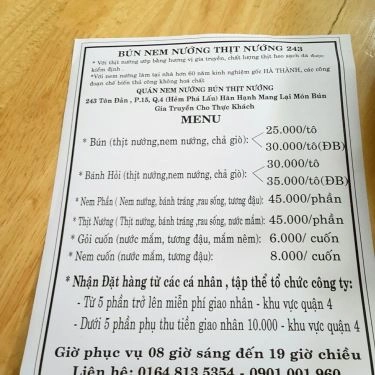 BÚN NEM NƯỚNG THỊT NƯỚNG 243
* Với thịt nướng ướp bằng hương vị gia truyền, chất lượng thịt heo sạch đã được
kiểm định
*Với nem nướng làm tại nhà hơn 60 năm kinh nghiệm gốc HÀ THÀNH, các công
đoạn chế biến thủ công không hoá chất
QUÁN NEM NƯỚNG BÚN THỊT NƯỚNG
243 Tôn Đản , P.15, Q.4 (Hẻm Phá Lấu) Hân Hạnh Mang Lại Món Bún
Gia Truyền Cho Thực Khách
MENU
* Bún (thịt nướng,nem nướng, chả giò): 25.000/tô
30.000/tô(ĐB)
* Bánh Hỏi (thịt nướng,nem nướng, chả giò): 30.000/tô
35.000/tô(ĐB)
* Nem Phần ( Nem nướng, bánh tráng ,rau sống, tương đậu): 45.000/phần
* Thịt Nướng ( Thịt nướng, bánh tráng ,rau sống, nước mắm): 45.000/phần
* Gỏi cuốn (nước mắm, tương đậu, mắm nêm): 6.000/ cuốn
* Nem cuốn (nước mắm, tương đậu): 8.000/ cuốn
* Nhận Đặt hàng từ các cá nhân , tập thể tổ chức công ty:
- Từ 5 phần trở lên miễn phí giao nhân - khu vực quận 4
- Dưới 5 phần phụ thu tiền giao nhân 10.000 - khu vực quận 4
Giờ phục vụ 08 giờ sáng đến 19 giờ chiều
Liên hệ: 0164 813 5354 - 0901 001 960